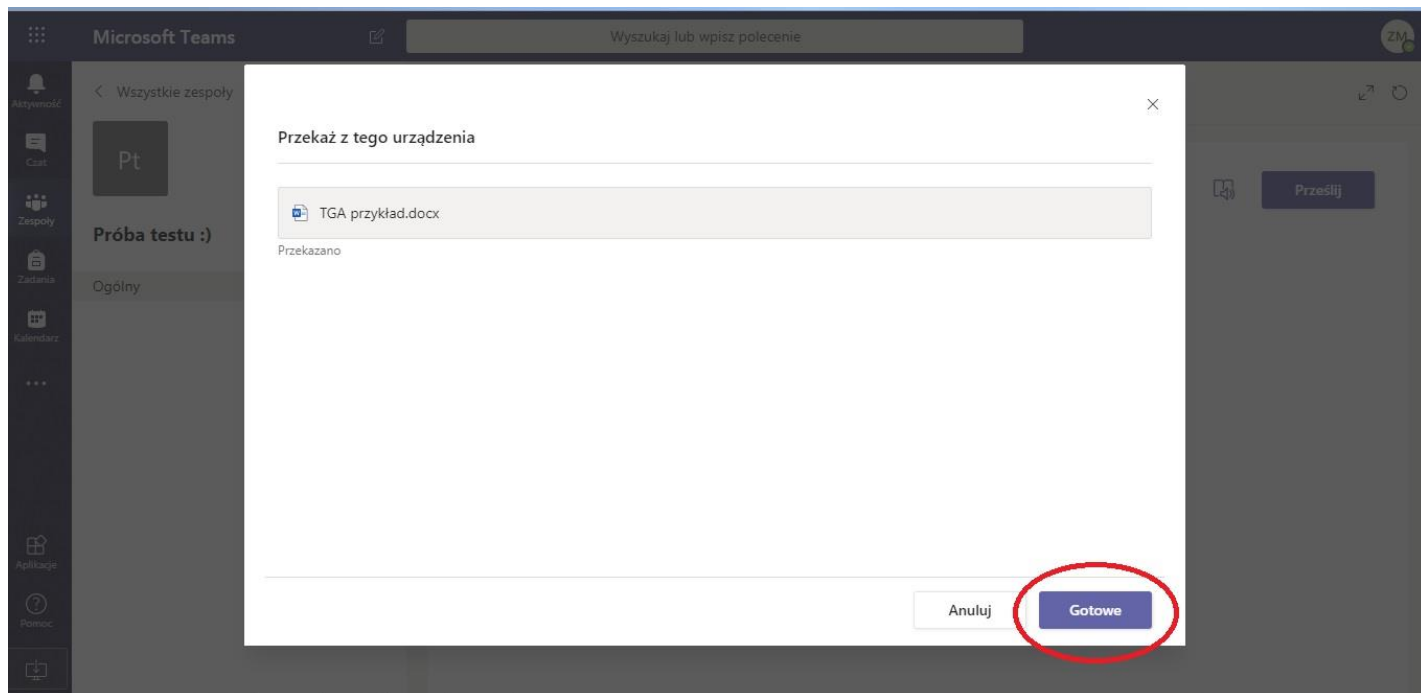 Microsoft Teams
Wyszukaj lub wpisz polecenie
ZM
Aktywność
Czat
Zespoły
Zadania
Kalendarz
Aplikacje
Pomoc
Wszystkie zespoły
Pt
Próba testu :)
Ogólny
Przekaż z tego urządzenia
TGA przykład.docx
Przekazano
Anuluj
Gotowe
Prześlij